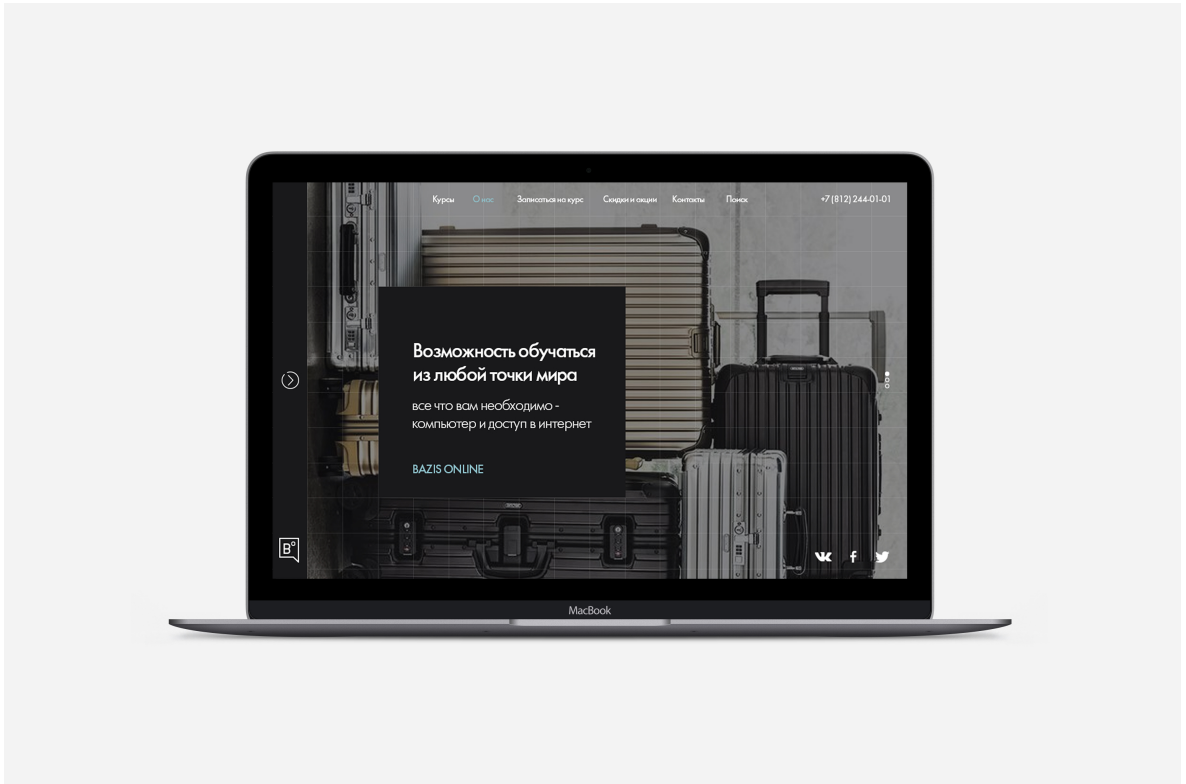 Курсы
О нас
Записаться на курс
Скидки и акции
Контакты
Поиск
+7 (812) 244-01-01
Возможность обучаться
из любой точки мира
все что вам необходимо -
компьютер и доступ в интернет
BAZIS ONLINE
B°
MacBook